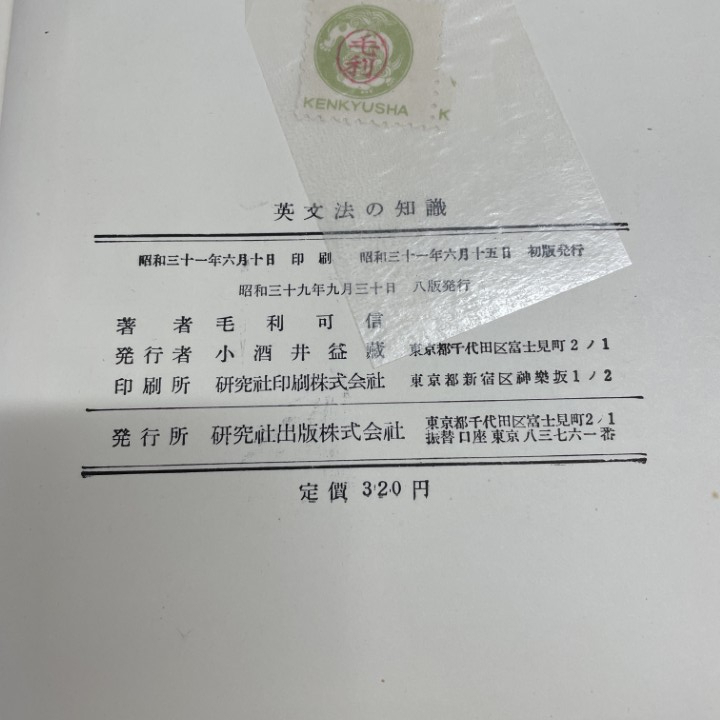 毛利
KENKYUSHA
K
英文法の知識
昭和三十一年六月十日 印刷 昭和三十一年六月十五日 初版発行
昭和三十九年九月三十日 八版発行
著者 毛利可信
発行者 小酒井益藏 東京都千代田区富士見町2ノ1
印刷所 研究社印刷株式会社 東京都新宿区神樂坂1ノ2
発行所 研究社出版株式会社 東京都千代田区富士見町2ノ1
振替口座東京八三七六一番
定價 320円